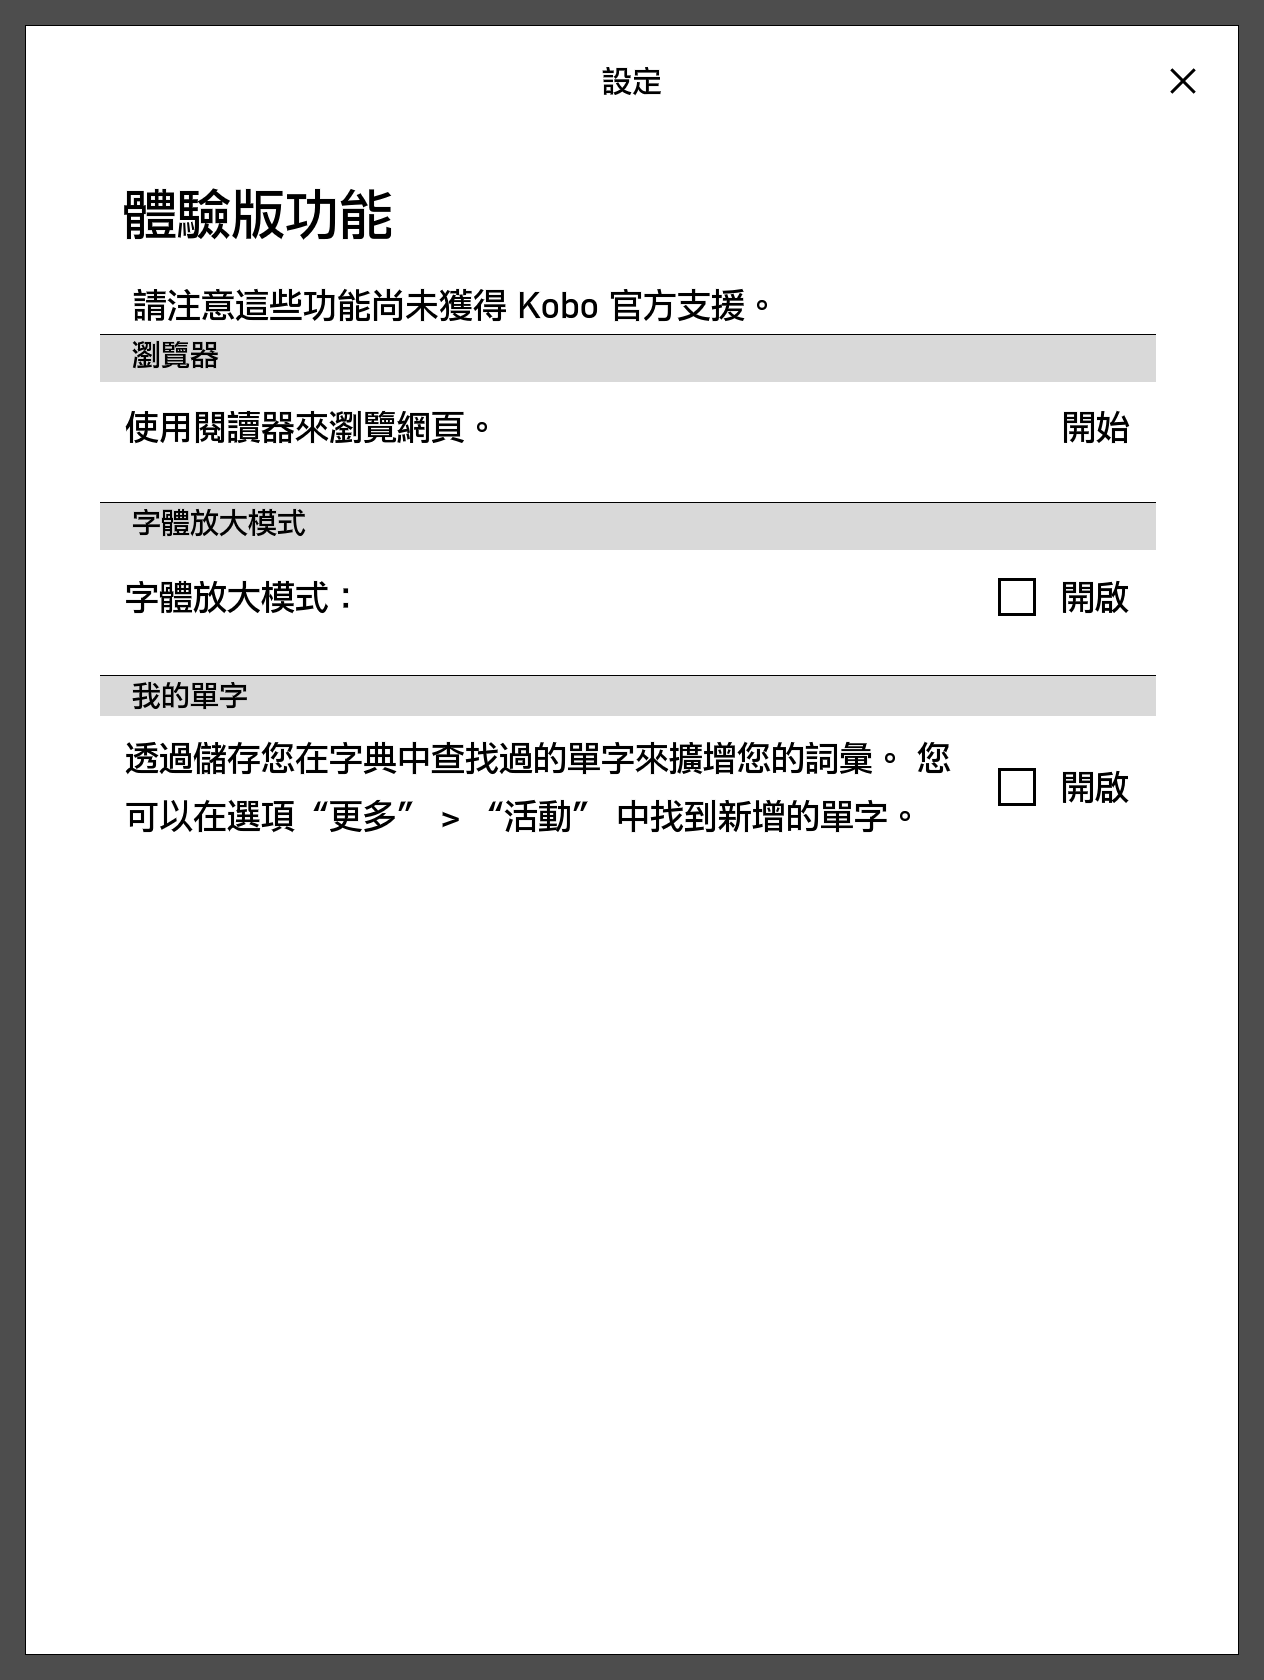 設定
體驗版功能
請注意這些功能尚未獲得 Kobo 官方支援。
瀏覽器
使用閱讀器來瀏覽網頁。 開始
字體放大模式
字體放大模式： 開啟
我的單字
透過儲存您在字典中查找過的單字來擴增您的詞彙。 您
可以在選項“更多” > “活動” 中找到新增的單字。
開啟